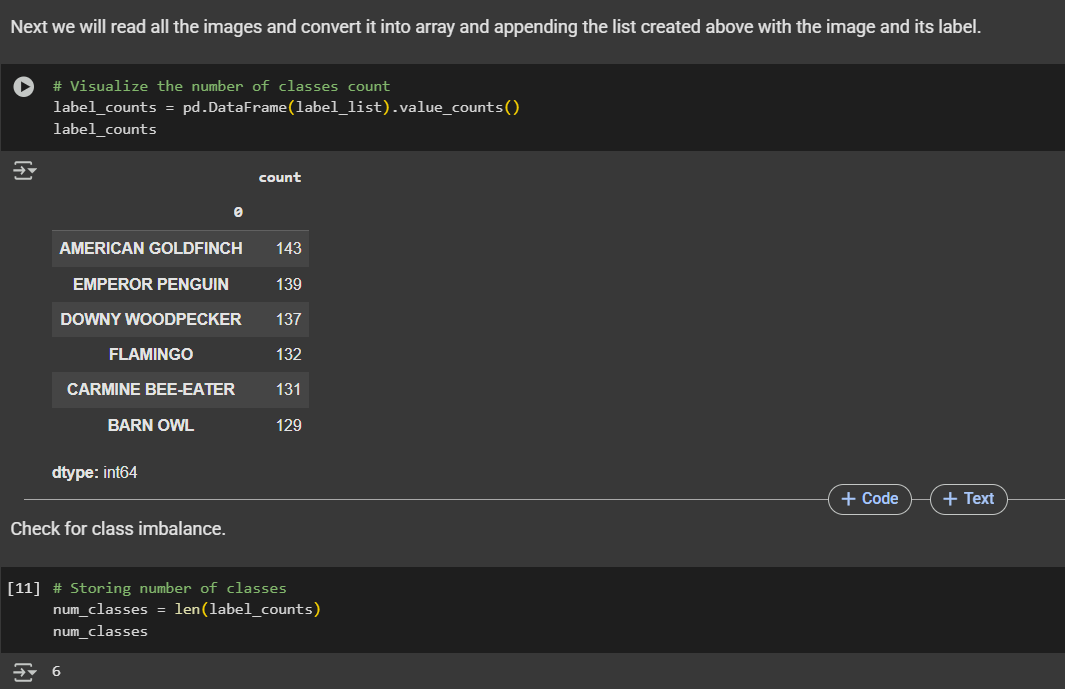 Next we will read all the images and convert it into array and appending the list created above with the image and its label.
# Visualize the number of classes count
label_counts = pd.DataFrame(label_list).value_counts()
label_counts
count
0
AMERICAN GOLDFINCH 143
EMPEROR PENGUIN 139
DOWNY WOODPECKER 137
FLAMINGO 132
CARMINE BEE-EATER 131
BARN OWL 129
dtype: int64
+ Code + Text
Check for class imbalance.
[11] # Storing number of classes
num_classes = len(label_counts)
num_classes
6